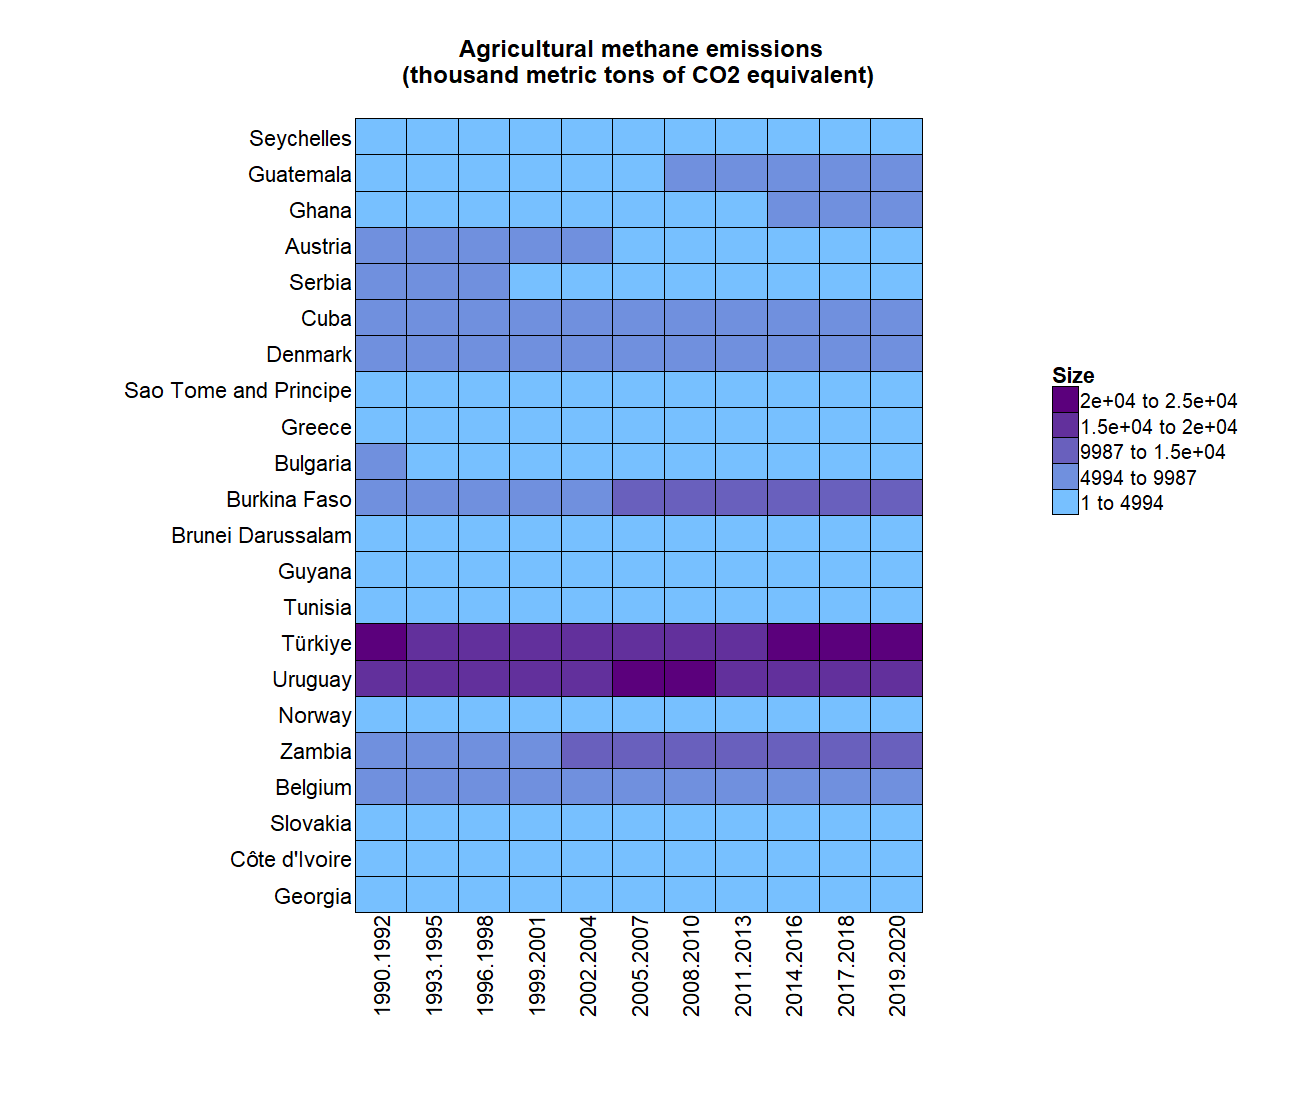 Agricultural methane emissions
(thousand metric tons of CO2 equivalent)
Seychelles
Guatemala
Ghana
Austria
Serbia
Cuba
Denmark
Sao Tome and Principe
Greece
Bulgaria
Burkina Faso
Brunei Darussalam
Guyana
Tunisia
Türkiye
Uruguay
Norway
Zambia
Belgium
Slovakia
Côte d'Ivoire
Georgia
1990.1992
1993.1995
1996.1998
1999.2001
2002.2004
2005.2007
2008.2010
2011.2013
2014.2016
2017.2018
2019.2020
Size
2e+04 to 2.5e+04
1.5e+04 to 2e+04
9987 to 1.5e+04
4994 to 9987
1 to 4994